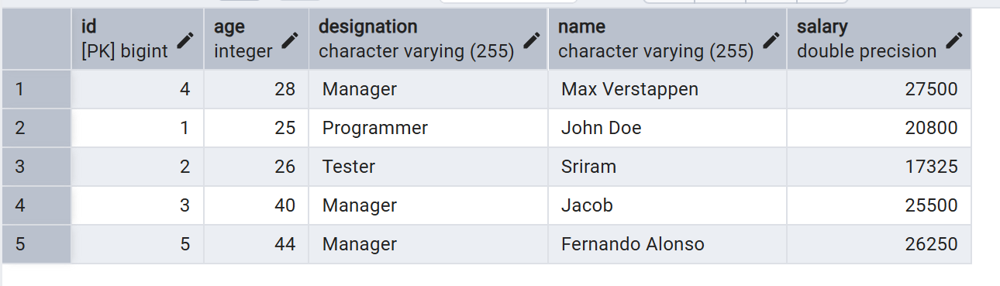 id age designation name salary
[PK] bigint integer character varying (255) character varying (255) double precision
1 4 28 Manager Max Verstappen 27500
2 1 25 Programmer John Doe 20800
3 2 26 Tester Sriram 17325
4 3 40 Manager Jacob 25500
5 5 44 Manager Fernando Alonso 26250